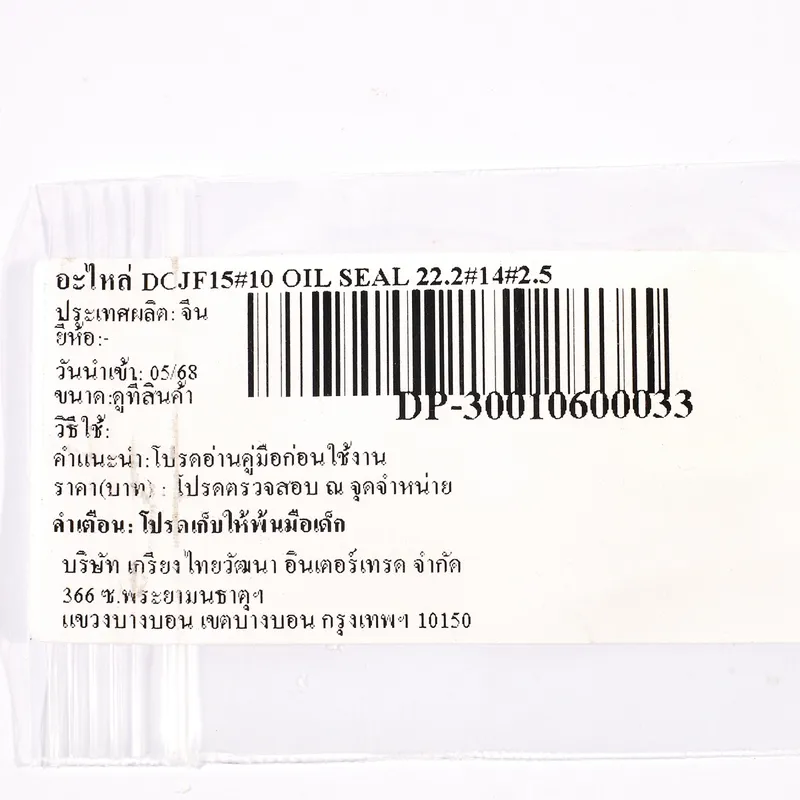 อะไหล่ DCJF15#10 OIL SEAL 22.2#14#2.5
ประเทศผลิต: จีน
ยี่ห้อ:-
วันนำเข้า: 05/68
ขนาด:ดูที่สินค้า
DP-30010600033
วิธีใช้:
คำแนะนำ:โปรดอ่านคู่มือก่อนใช้งาน
ราคา(บาท) : โปรดตรวจสอบ ณ จุดจำหน่าย
คำเตือน: โปรดเก็บให้พ้นมือเด็ก
บริษัท เกรียงไทยวัฒนา อินเตอร์เทรด จำกัด
366 ซ.พระยามนธาตุฯ
แขวงบางบอน เขตบางบอน กรุงเทพฯ 10150